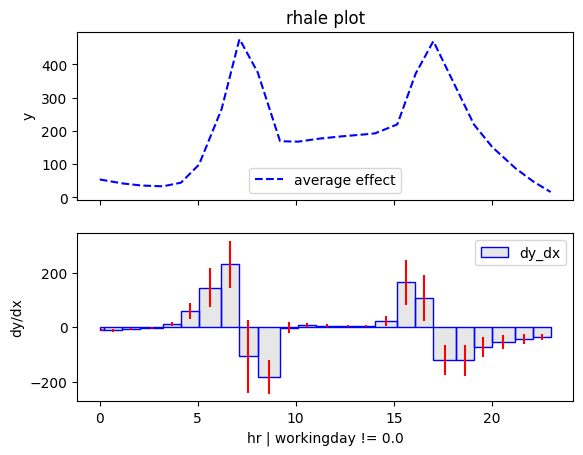 rhale plot
y
400
300
200
100
0
average effect
dy/dx
200
0
−200
dy_dx
0 5 10 15 20
hr | workingday != 0.0